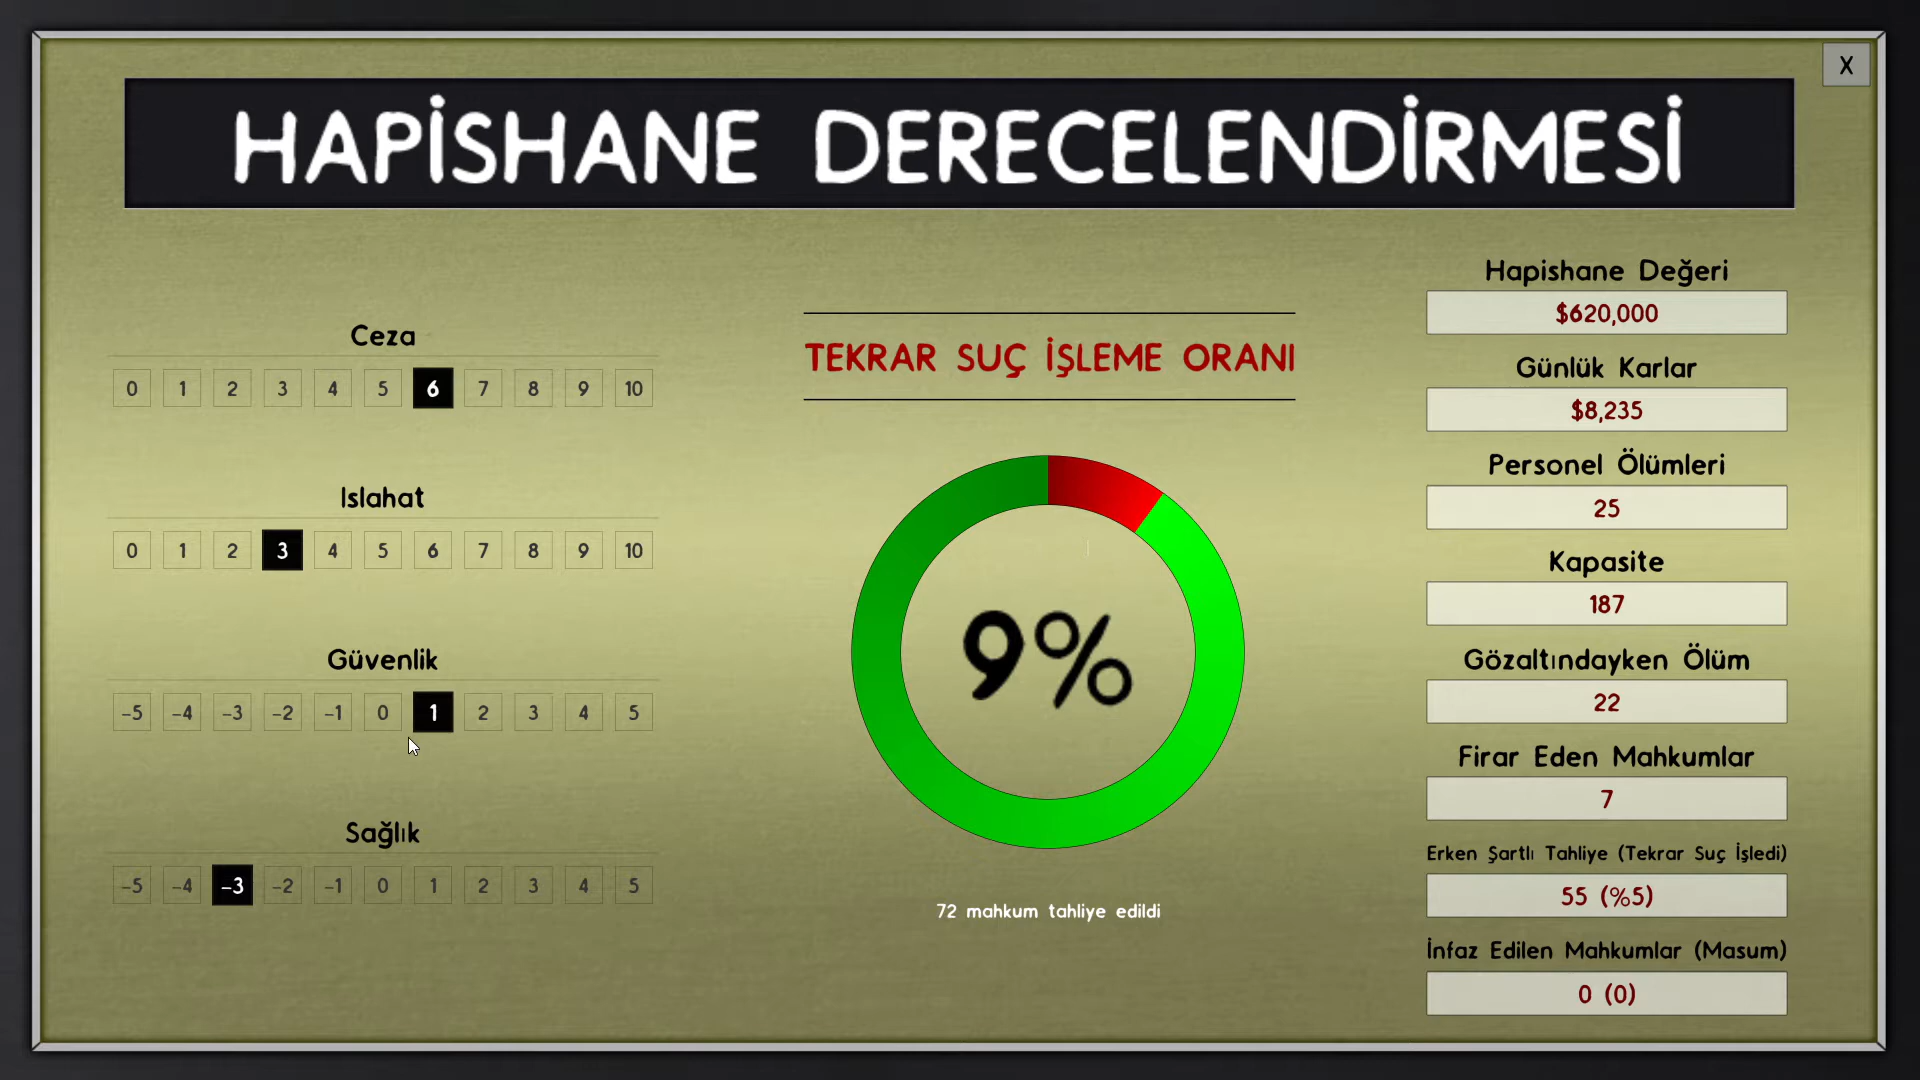 X
HAPİSHANE DERECELENDİRMESİ
Ceza
0 1 2 3 4 5 6 7 8 9 10
Islahat
0 1 2 3 4 5 6 7 8 9 10
Güvenlik
-5 -4 -3 -2 -1 0 1 2 3 4 5
Sağlık
-5 -4 -3 -2 -1 0 1 2 3 4 5
TEKRAR SUÇ İŞLEME ORANI
9%
72 mahkum tahliye edildi
Hapishane Değeri
$620,000
Günlük Karlar
$8,235
Personel Ölümleri
25
Kapasite
187
Gözaltındayken Ölüm
22
Firar Eden Mahkumlar
7
Erken Şartlı Tahliye (Tekrar Suç İşledi)
55 (%5)
İnfaz Edilen Mahkumlar (Masum)
0 (0)